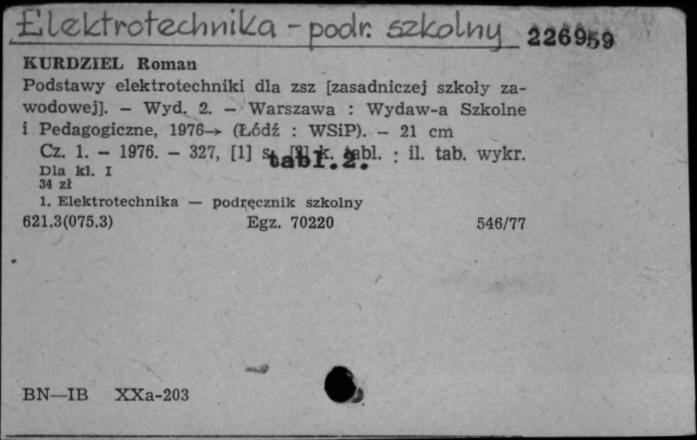 Elektrotechnika - podr. szkolny 226959
KURDZIEL Roman
Podstawy elektrotechniki dla zsz [zasadniczej szkoły za-
wodowej]. — Wyd. 2. — Warszawa : Wydaw-a Szkolne
i Pedagogiczne, 1976→ (Łódź : WSiP). — 21 cm
Cz. 1. — 1976. — 327, [1] s., k. tabl. : il. tab. wykr.
tabl. 2.
Dla kl. I
34 zł
1. Elektrotechnika — podręcznik szkolny
621.3(075.3) Egz. 70220 546/77
BN—IB XXa-203